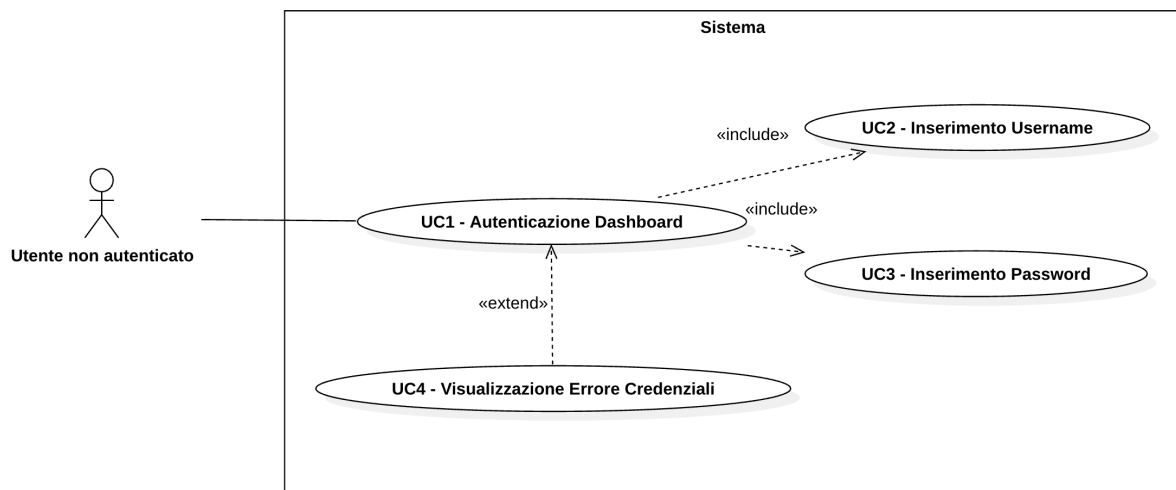 Sistema
«include»
UC2 - Inserimento Username
UC1 - Autenticazione Dashboard
«include»
Utente non autenticato
UC3 - Inserimento Password
«extend»
UC4 - Visualizzazione Errore Credenziali